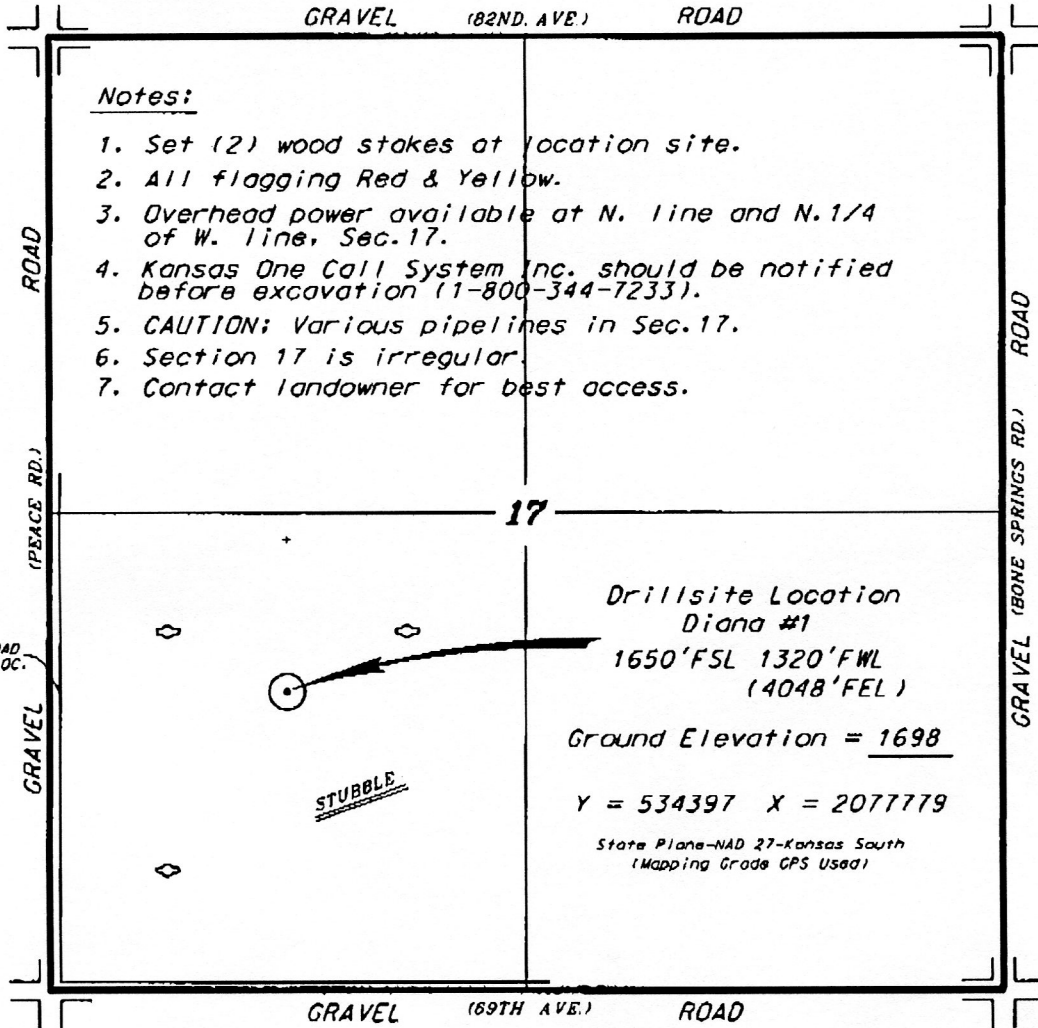 GRAVEL (82ND. AVE.) ROAD
Notes:
1. Set (2) wood stakes at location site.
2. All flagging Red & Yellow.
3. Overhead power available at N. line and N.1/4
of W. line, Sec.17.
4. Kansas One Call System Inc. should be notified
before excavation (1-800-344-7233).
5. CAUTION: Various pipelines in Sec.17.
6. Section 17 is irregular.
7. Contact landowner for best access.
ROAD
(PEACE RD.)
GRAVEL
ROAD
(BONE SPRINGS RD.)
GRAVEL
17
Drillsite Location
Diana #1
1650'FSL 1320'FWL
(4048'FEL)
Ground Elevation = 1698
Y = 534397 X = 2077779
State Plane-NAD 27-Kansas South
(Mapping Grade GPS Used)
STUBBLE
GRAVEL (69TH AVE.) ROAD